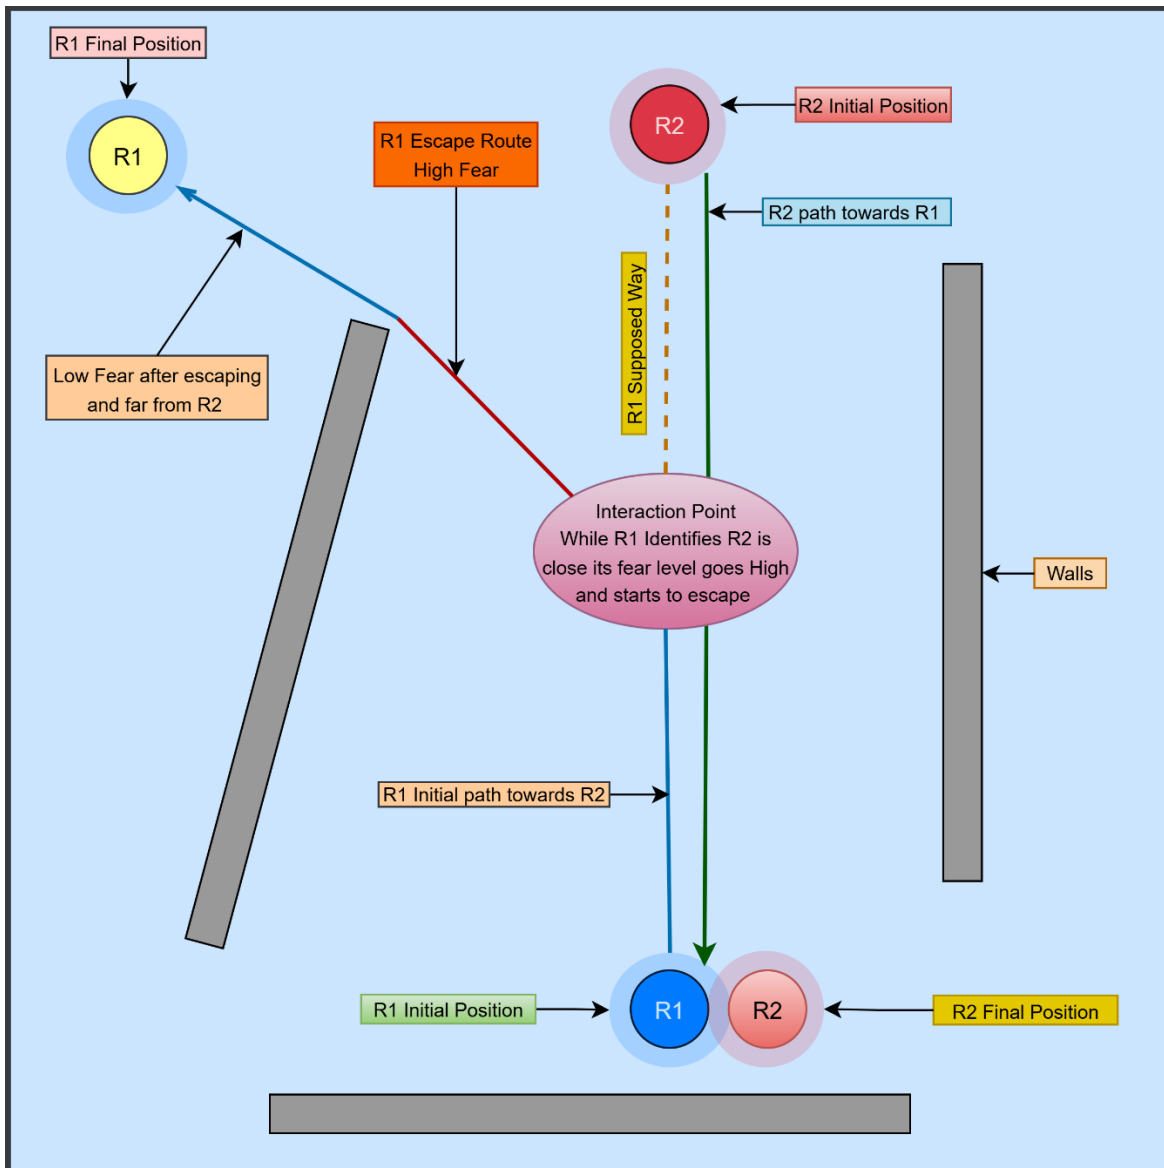 R1 Final Position
R1
R1 Escape Route
High Fear
R2
R2 Initial Position
R2 path towards R1
R1 Supposed Way
Low Fear after escaping
and far from R2
Interaction Point
While R1 Identifies R2 is
close its fear level goes High
and starts to escape
Walls
R1 Initial path towards R2
R1 Initial Position
R1
R2
R2 Final Position